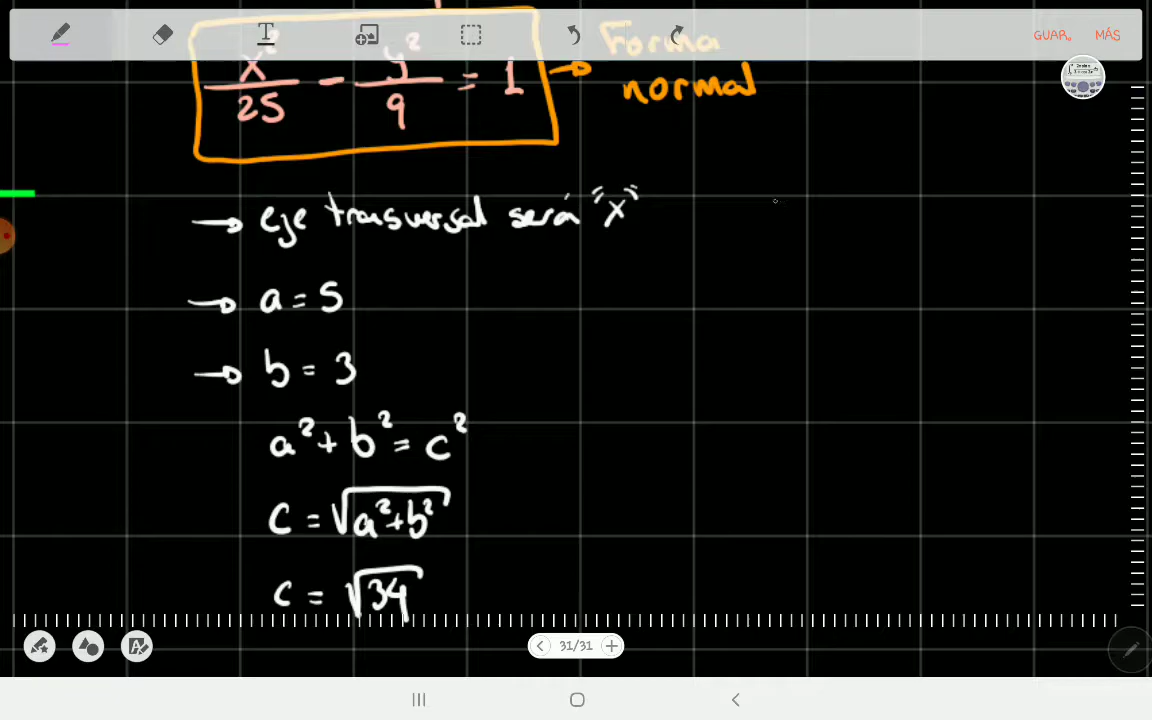 GUAR. MÁS
x²/25 - y²/9 = 1 → Forma normal
→ eje transversal será "x"
→ a = 5
→ b = 3
a² + b² = c²
c = √a²+b²
c = √34
31/31